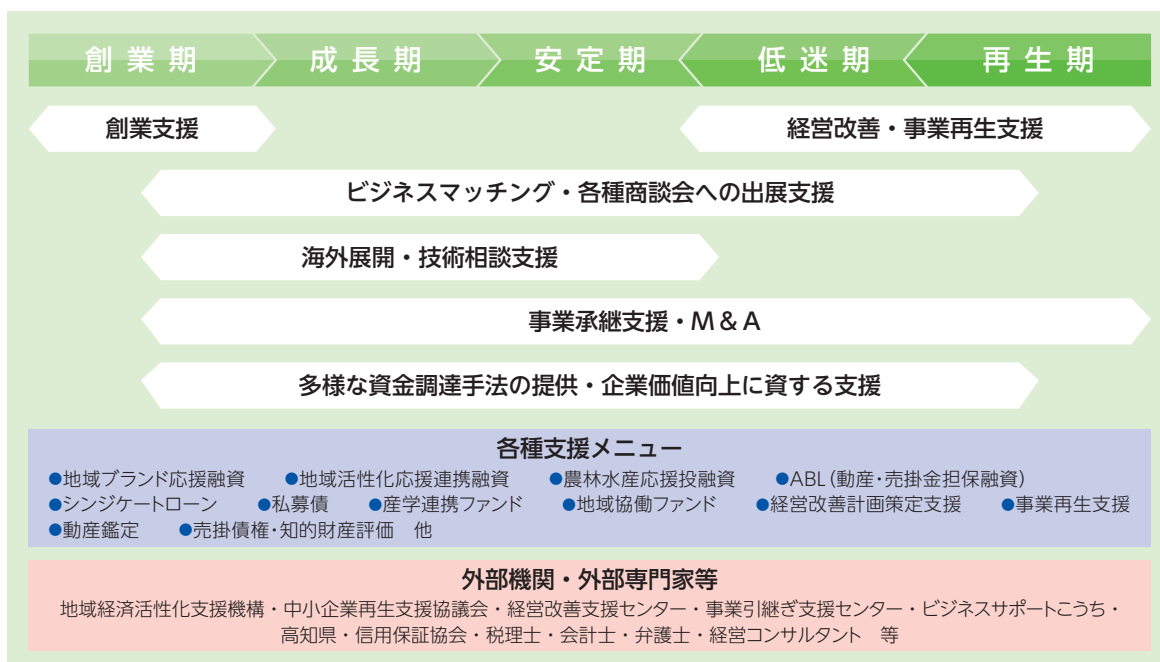 創業期 成長期 安定期 低迷期 再生期
創業支援 経営改善・事業再生支援
ビジネスマッチング・各種商談会への出展支援
海外展開・技術相談支援
事業承継支援・M&A
多様な資金調達手法の提供・企業価値向上に資する支援
各種支援メニュー
●地域ブランド応援融資 ●地域活性化応援連携融資 ●農林水産応援投融資 ●ABL(動産・売掛金担保融資)
●シンジケートローン ●私募債 ●産学連携ファンド ●地域協働ファンド ●経営改善計画策定支援 ●事業再生支援
●動産鑑定 ●売掛債権・知的財産評価 他
外部機関・外部専門家等
地域経済活性化支援機構・中小企業再生支援協議会・経営改善支援センター・事業引継ぎ支援センター・ビジネスサポートこうち・
高知県・信用保証協会・税理士・会計士・弁護士・経営コンサルタント 等